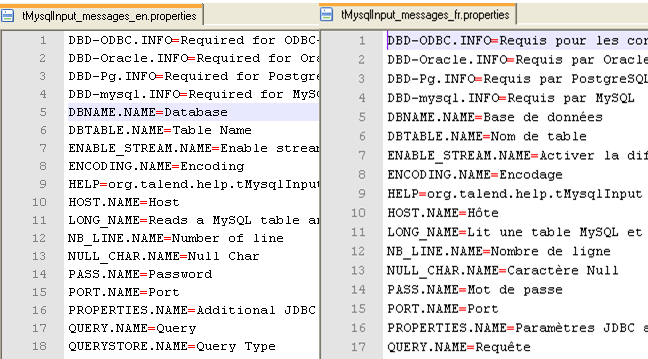 tMysqlInput_messages_en.properties
1 DBD-ODBC.INFO=Required for ODBC-
2 DBD-Oracle.INFO=Required for Ora
3 DBD-Pg.INFO=Required for Postgre
4 DBD-mysql.INFO=Required for MySQ
5 DBNAME.NAME=Database
6 DBTABLE.NAME=Table Name
7 ENABLE_STREAM.NAME=Enable stream
8 ENCODING.NAME=Encoding
9 HELP=org.talend.help.tMysqlInput
10 HOST.NAME=Host
11 LONG_NAME=Reads a MySQL table an
12 NB_LINE.NAME=Number of line
13 NULL_CHAR.NAME=Null Char
14 PASS.NAME=Password
15 PORT.NAME=Port
16 PROPERTIES.NAME=Additional JDBC
17 QUERY.NAME=Query
18 QUERYSTORE.NAME=Query Type
tMysqlInput_messages_fr.properties
1 DBD-ODBC.INFO=Requis pour les cor
2 DBD-Oracle.INFO=Requis par Oracle
3 DBD-Pg.INFO=Requis par PostgreSQL
4 DBD-mysql.INFO=Requis par MySQL
5 DBNAME.NAME=Base de données
6 DBTABLE.NAME=Nom de table
7 ENABLE_STREAM.NAME=Activer la dif
8 ENCODING.NAME=Encodage
9 HELP=org.talend.help.tMysqlInput
10 HOST.NAME=Hôte
11 LONG_NAME=Lit une table MySQL et
12 NB_LINE.NAME=Nombre de ligne
13 NULL_CHAR.NAME=Caractère Null
14 PASS.NAME=Mot de passe
15 PORT.NAME=Port
16 PROPERTIES.NAME=Paramètres JDBC a
17 QUERY.NAME=Requête